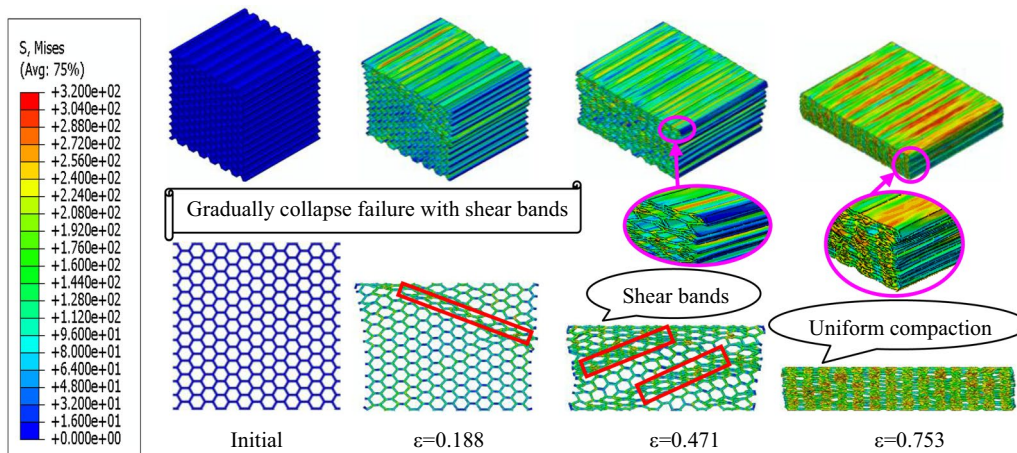 S, Mises
(Avg: 75%)
+3.200e+02
+3.040e+02
+2.880e+02
+2.720e+02
+2.560e+02
+2.400e+02
+2.240e+02
+2.080e+02
+1.920e+02
+1.760e+02
+1.600e+02
+1.440e+02
+1.280e+02
+1.120e+02
+9.600e+01
+8.000e+01
+6.400e+01
+4.800e+01
+3.200e+01
+1.600e+01
+0.000e+00
Gradually collapse failure with shear bands
Shear bands
Uniform compaction
Initial
ε=0.188
ε=0.471
ε=0.753